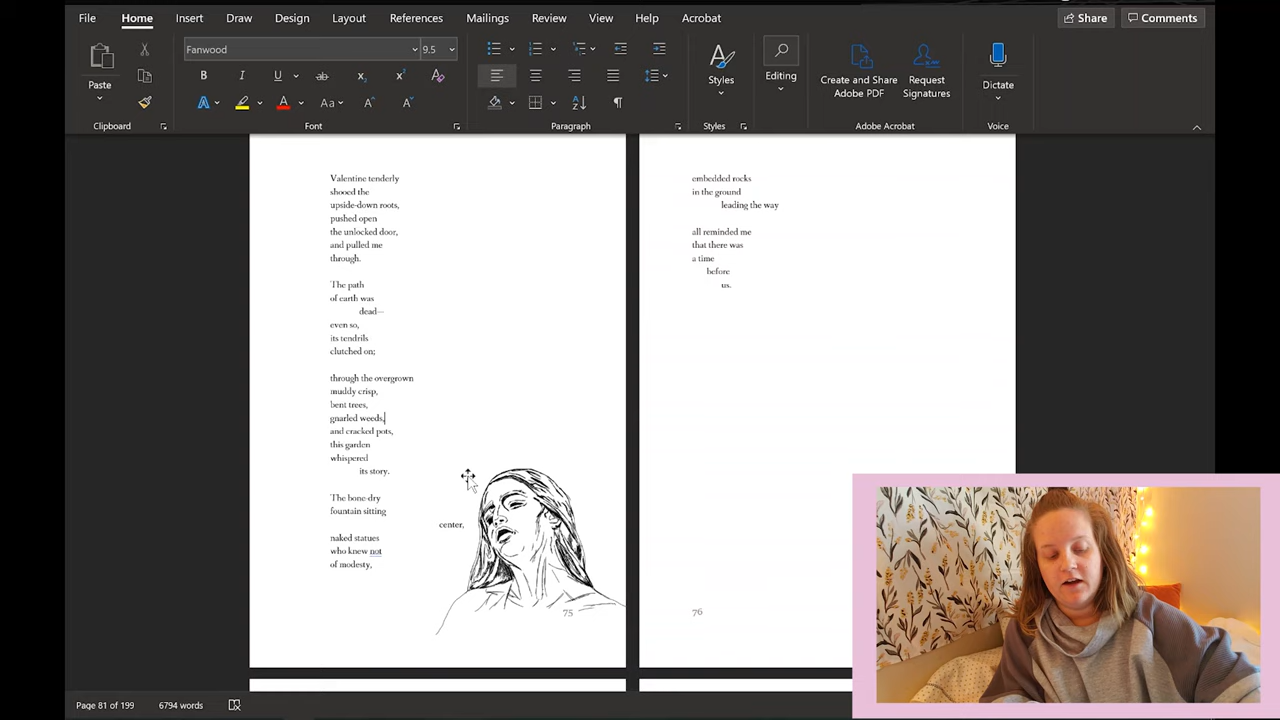 File Home Insert Draw Design Layout References Mailings Review View Help Acrobat Share Comments
Fanwood 9.5
Paste
Styles
Editing
Create and Share
Adobe PDF
Request
Signatures
Dictate
Clipboard Font Paragraph Styles Adobe Acrobat Voice
Valentine tenderly
shooed the
upside-down roots,
pushed open
the unlocked door,
and pulled me
through.
The path
of earth was
dead—
even so,
its tendrils
clutched on;
through the overgrown
muddy crisp,
bent trees,
gnarled weeds,
and cracked pots,
this garden
whispered
its story.
The bone-dry
fountain sitting
center,
naked statues
who knew not
of modesty,
75
embedded rocks
in the ground
leading the way
all reminded me
that there was
a time
before
us.
76
Page 81 of 199 6794 words